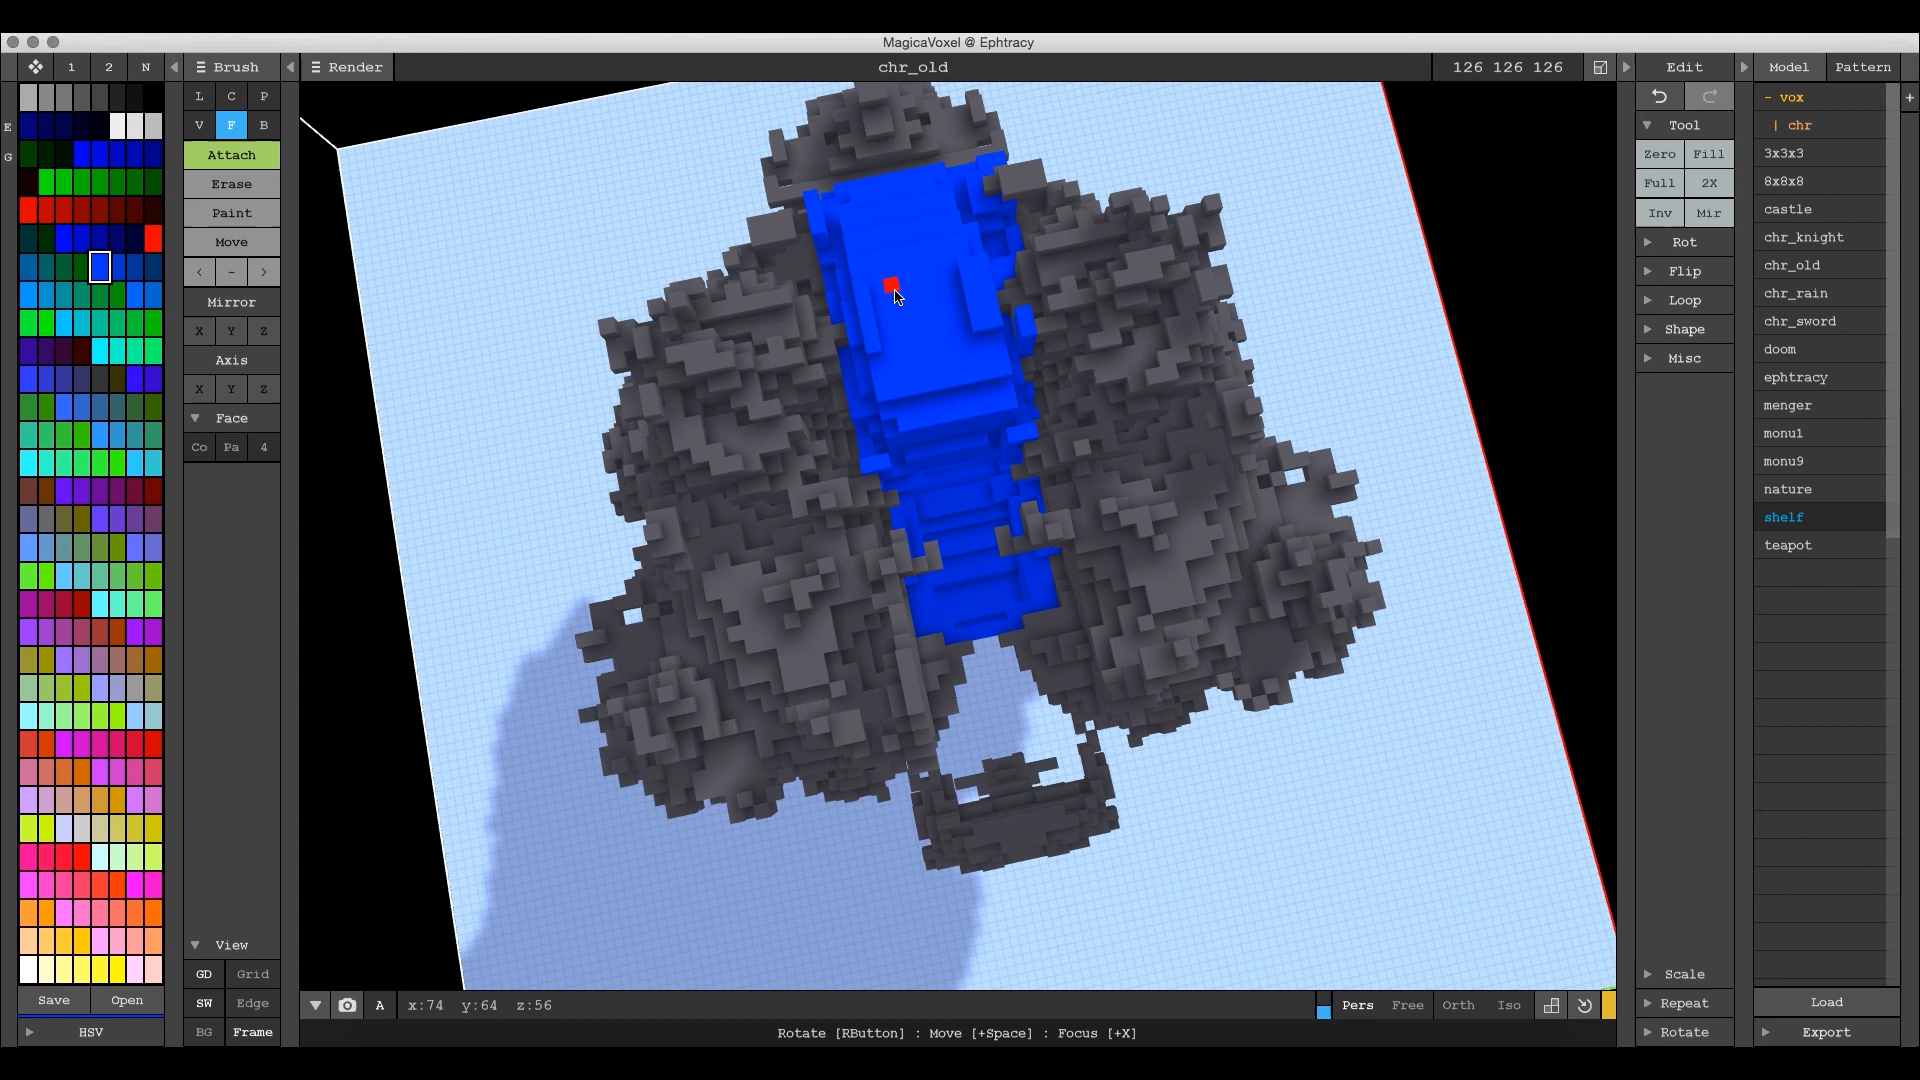 MagicaVoxel @ Ephtracy
1 2 N Brush Render chr_old 126 126 126 Edit Model Pattern +
L C P
V F B
E
G
Attach
Erase
Paint
Move
< - >
Mirror
X Y Z
Axis
X Y Z
Face
Co Pa 4
View
GD Grid
SW Edge
BG Frame
Save Open
HSV
A x:74 y:64 z:56 Pers Free Orth Iso
Rotate [RButton] : Move [+Space] : Focus [+X]
Tool
Zero Fill
Full 2X
Inv Mir
Rot
Flip
Loop
Shape
Misc
Scale
Repeat
Rotate
- vox
| chr
3x3x3
8x8x8
castle
chr_knight
chr_old
chr_rain
chr_sword
doom
ephtracy
menger
monu1
monu9
nature
shelf
teapot
Load
Export